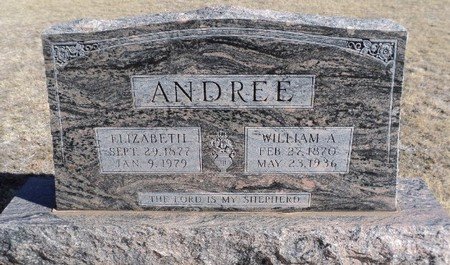 ANDREE
ELIZABETH
SEPT. 29, 1877
JAN. 9, 1979
WILLIAM A.
FEB. 27, 1870
MAY 23, 1936
THE LORD IS MY SHEPHERD